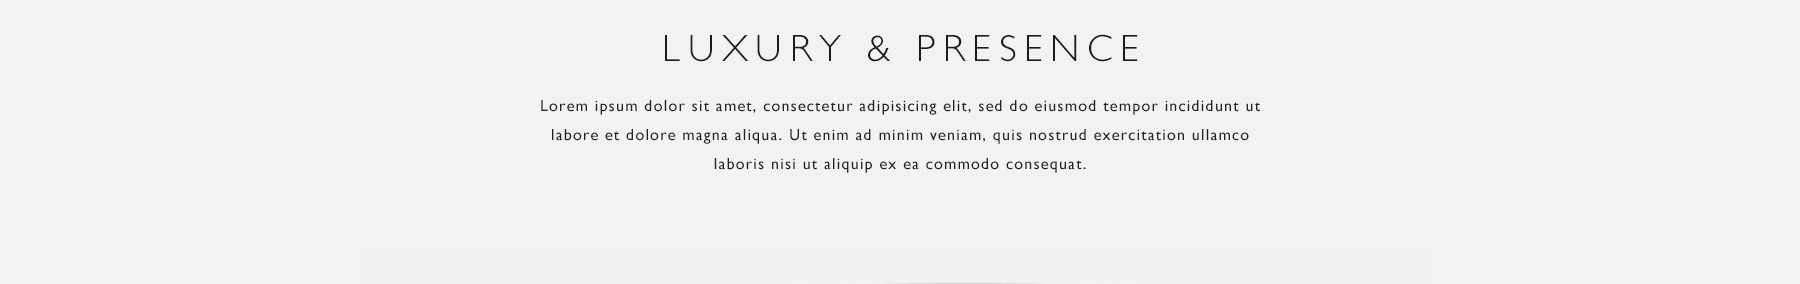 LUXURY & PRESENCE
Lorem ipsum dolor sit amet, consectetur adipisicing elit, sed do eiusmod tempor incididunt ut
labore et dolore magna aliqua. Ut enim ad minim veniam, quis nostrud exercitation ullamco
laboris nisi ut aliquip ex ea commodo consequat.